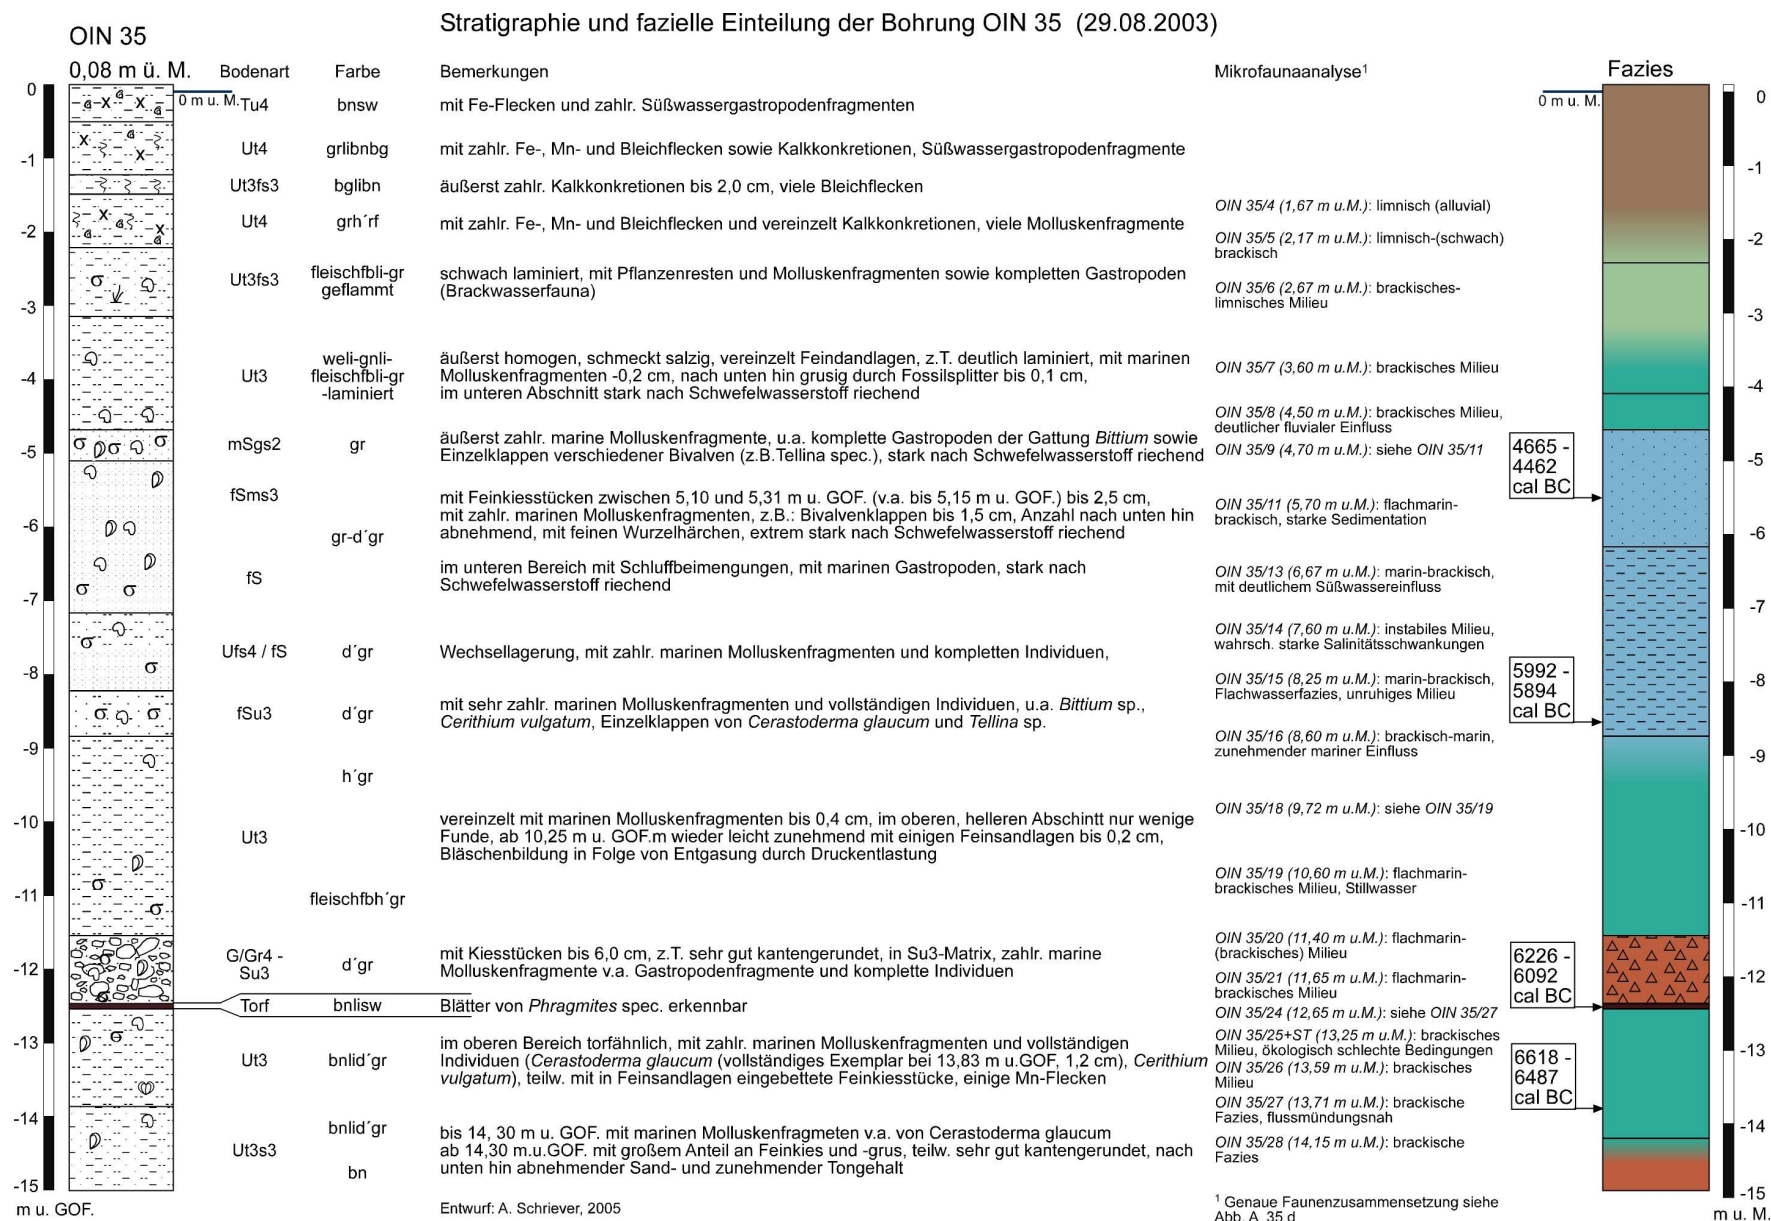 Stratigraphie und fazielle Einteilung der Bohrung OIN 35 (29.08.2003)
OIN 35
0,08 m ü. M.
Bodenart
Farbe
Bemerkungen
Mikrofaunaanalyse1
Fazies
0
-1
-2
-3
-4
-5
-6
-7
-8
-9
-10
-11
-12
-13
-14
-15
m u. GOF.
0 m u. M.
Tu4
bnsw
mit Fe-Flecken und zahlr. Süßwassergastropodenfragmenten
Ut4
grlibnbg
mit zahlr. Fe-, Mn- und Bleichflecken sowie Kalkkonkretionen, Süßwassergastropodenfragmente
Ut3fs3
bglibn
äußerst zahlr. Kalkkonkretionen bis 2,0 cm, viele Bleichflecken
Ut4
grh´rf
mit zahlr. Fe-, Mn- und Bleichflecken und vereinzelt Kalkkonkretionen, viele Molluskenfragmente
Ut3fs3
fleischfbli-gr
geflammt
schwach laminiert, mit Pflanzenresten und Molluskenfragmenten sowie kompletten Gastropoden
(Brackwasserfauna)
Ut3
weli-gnli-
fleischfbli-gr
-laminiert
äußerst homogen, schmeckt salzig, vereinzelt Feindandlagen, z.T. deutlich laminiert, mit marinen
Molluskenfragmenten -0,2 cm, nach unten hin grusig durch Fossilsplitter bis 0,1 cm,
im unteren Abschnitt stark nach Schwefelwasserstoff riechend
mSgs2
gr
äußerst zahlr. marine Molluskenfragmente, u.a. komplette Gastropoden der Gattung Bittium sowie
Einzelklappen verschiedener Bivalven (z.B.Tellina spec.), stark nach Schwefelwasserstoff riechend
fSms3
gr-d´gr
mit Feinkiesstücken zwischen 5,10 und 5,31 m u. GOF. (v.a. bis 5,15 m u. GOF.) bis 2,5 cm,
mit zahlr. marinen Molluskenfragmenten, z.B.: Bivalvenklappen bis 1,5 cm, Anzahl nach unten hin
abnehmend, mit feinen Wurzelhärchen, extrem stark nach Schwefelwasserstoff riechend
fS
im unteren Bereich mit Schluffbeimengungen, mit marinen Gastropoden, stark nach
Schwefelwasserstoff riechend
Ufs4 / fS
d´gr
Wechsellagerung, mit zahlr. marinen Molluskenfragmenten und kompletten Individuen,
fSu3
d´gr
mit sehr zahlr. marinen Molluskenfragmenten und vollständigen Individuen, u.a. Bittium sp.,
Cerithium vulgatum, Einzelklappen von Cerastoderma glaucum und Tellina sp.
h´gr
Ut3
vereinzelt mit marinen Molluskenfragmenten bis 0,4 cm, im oberen, helleren Abschintt nur wenige
Funde, ab 10,25 m u. GOF.m wieder leicht zunehmend mit einigen Feinsandlagen bis 0,2 cm,
Bläschenbildung in Folge von Entgasung durch Druckentlastung
fleischfbh´gr
G/Gr4 -
Su3
d´gr
mit Kiesstücken bis 6,0 cm, z.T. sehr gut kantengerundet, in Su3-Matrix, zahlr. marine
Molluskenfragmente v.a. Gastropodenfragmente und komplette Individuen
Torf
bnlisw
Blätter von Phragmites spec. erkennbar
Ut3
bnlid´gr
im oberen Bereich torfähnlich, mit zahlr. marinen Molluskenfragmenten und vollständigen
Individuen (Cerastoderma glaucum (vollständiges Exemplar bei 13,83 m u.GOF, 1,2 cm), Cerithium
vulgatum), teilw. mit in Feinsandlagen eingebettete Feinkiesstücke, einige Mn-Flecken
Ut3s3
bnlid´gr
bn
bis 14, 30 m u. GOF. mit marinen Molluskenfragmeten v.a. von Cerastoderma glaucum
ab 14,30 m.u.GOF. mit großem Anteil an Feinkies und -grus, teilw. sehr gut kantengerundet, nach
unten hin abnehmender Sand- und zunehmender Tongehalt
Entwurf: A. Schriever, 2005
OIN 35/4 (1,67 m u.M.): limnisch (alluvial)
OIN 35/5 (2,17 m u.M.): limnisch-(schwach)
brackisch
OIN 35/6 (2,67 m u.M.): brackisches-
limnisches Milieu
OIN 35/7 (3,60 m u.M.): brackisches Milieu
OIN 35/8 (4,50 m u.M.): brackisches Milieu,
deutlicher fluvialer Einfluss
OIN 35/9 (4,70 m u.M.): siehe OIN 35/11
OIN 35/11 (5,70 m u.M.): flachmarin-
brackisch, starke Sedimentation
OIN 35/13 (6,67 m u.M.): marin-brackisch,
mit deutlichem Süßwassereinfluss
OIN 35/14 (7,60 m u.M.): instabiles Milieu,
wahrsch. starke Salinitätsschwankungen
OIN 35/15 (8,25 m u.M.): marin-brackisch,
Flachwasserfazies, unruhiges Milieu
OIN 35/16 (8,60 m u.M.): brackisch-marin,
zunehmender mariner Einfluss
OIN 35/18 (9,72 m u.M.): siehe OIN 35/19
OIN 35/19 (10,60 m u.M.): flachmarin-
brackisches Milieu, Stillwasser
OIN 35/20 (11,40 m u.M.): flachmarin-
(brackisches) Milieu
OIN 35/21 (11,65 m u.M.): flachmarin-
brackisches Milieu
OIN 35/24 (12,65 m u.M.): siehe OIN 35/27
OIN 35/25+ST (13,25 m u.M.): brackisches
Milieu, ökologisch schlechte Bedingungen
OIN 35/26 (13,59 m u.M.): brackisches
Milieu
OIN 35/27 (13,71 m u.M.): brackische
Fazies, flussmündungsnah
OIN 35/28 (14,15 m u.M.): brackische
Fazies
1 Genaue Faunenzusammensetzung siehe
Abb. A 35 d
0 m u. M.
4665 -
4462
cal BC
5992 -
5894
cal BC
6226 -
6092
cal BC
6618 -
6487
cal BC
0
-1
-2
-3
-4
-5
-6
-7
-8
-9
-10
-11
-12
-13
-14
-15
m u. M.